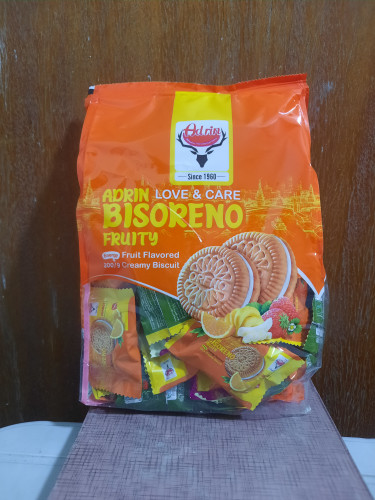 Adrin
Since 1960
LOVE & CARE
ADRIN
BISORENO
FRUITY
Fruit Flavored
Creamy Biscuit